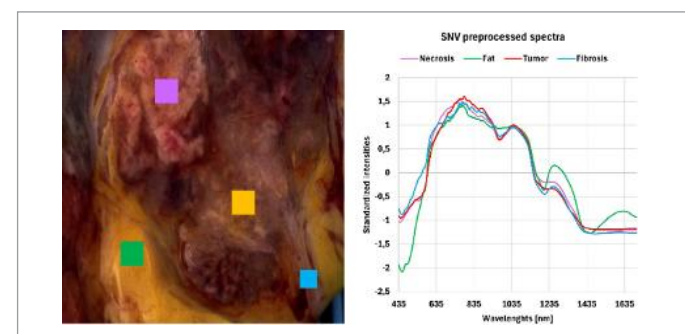 SNV preprocessed spectra
Necrosis Fat Tumor Fibrosis
2
1,5
1
0,5
0
-0,5
-1
-1,5
-2
-2,5
Standardized Intensities
435 635 835 1035 1235 1435 1635
Wavelenghts [nm]